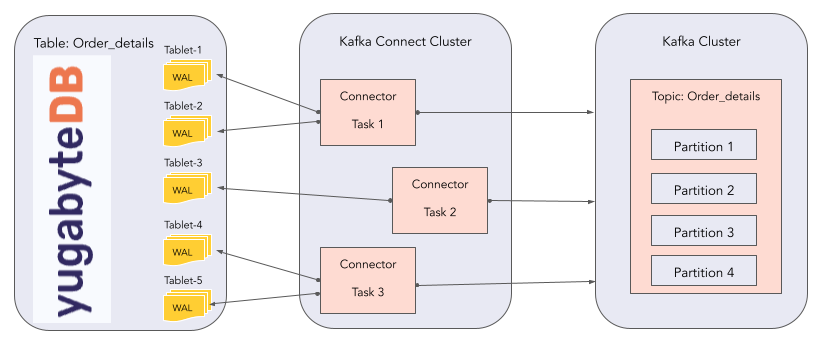 Table: Order_details
yugabyteDB
Tablet-1
WAL
Tablet-2
WAL
Tablet-3
WAL
Tablet-4
WAL
Tablet-5
WAL
Kafka Connect Cluster
Connector
Task 1
Connector
Task 2
Connector
Task 3
Kafka Cluster
Topic: Order_details
Partition 1
Partition 2
Partition 3
Partition 4